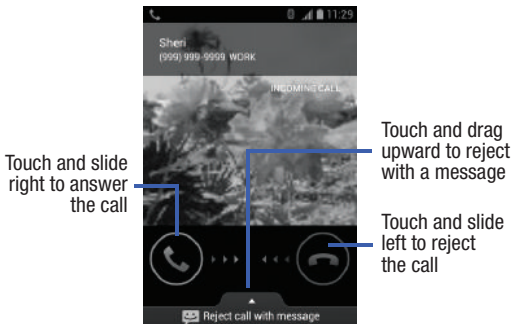 11:29
Sheri
(999) 999-9999 WORK
INCOMING CALL
Touch and slide
right to answer
the call
Touch and drag
upward to reject
with a message
Touch and slide
left to reject
the call
Reject call with message